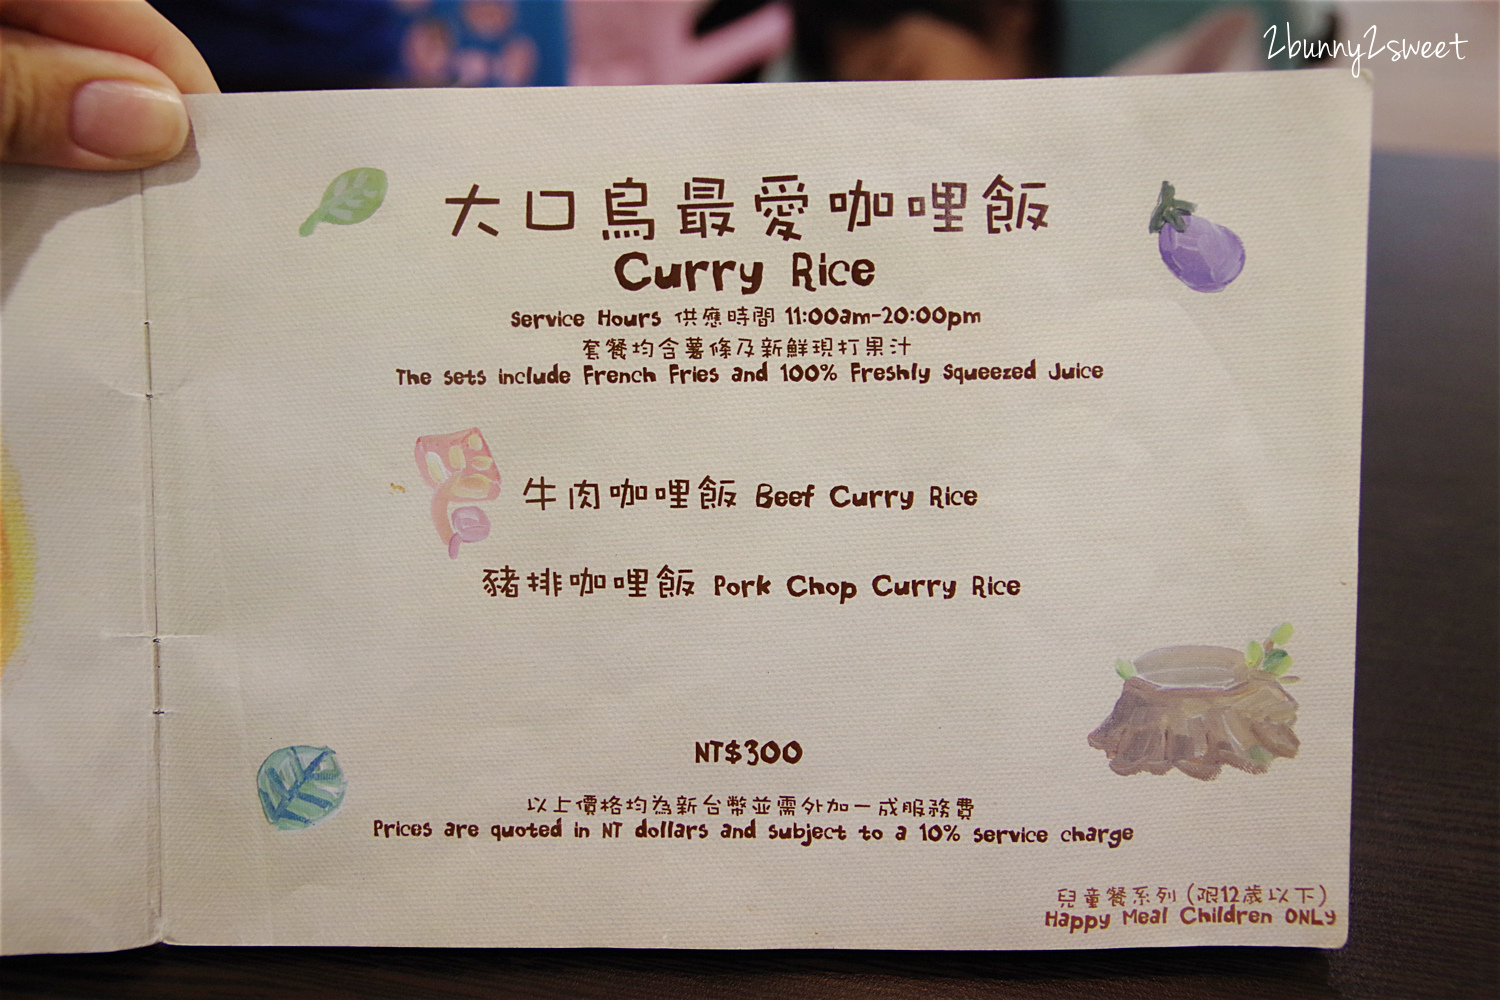 2bunny2sweet
大口鳥最愛咖哩飯
Curry Rice
Service Hours 供應時間 11:00am-20:00pm
套餐均含薯條及新鮮現打果汁
The sets include French Fries and 100% Freshly Squeezed Juice
牛肉咖哩飯 Beef Curry Rice
豬排咖哩飯 Pork Chop Curry Rice
NT$300
以上價格均為新台幣並需外加一成服務費
Prices are quoted in NT dollars and subject to a 10% service charge
兒童餐系列 (限12歲以下)
Happy Meal Children ONLY